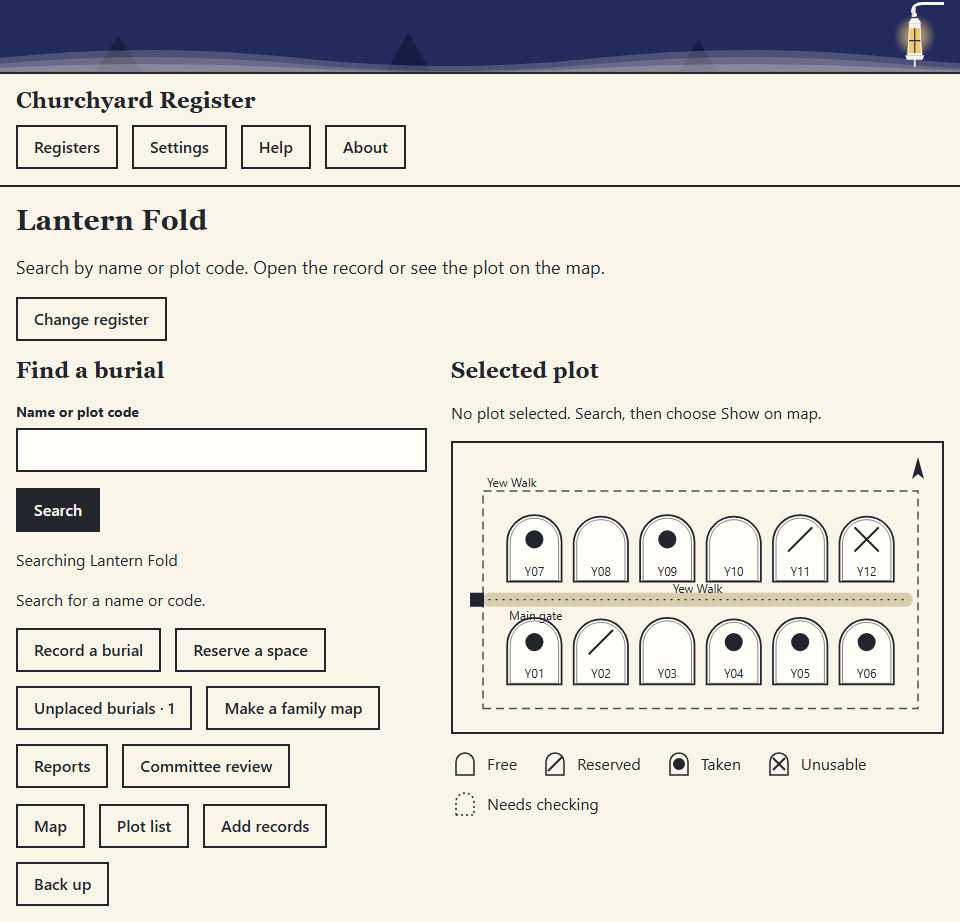 Churchyard Register
Registers Settings Help About
Lantern Fold
Search by name or plot code. Open the record or see the plot on the map.
Change register
Find a burial
Name or plot code
Search
Searching Lantern Fold
Search for a name or code.
Record a burial Reserve a space
Unplaced burials · 1 Make a family map
Reports Committee review
Map Plot list Add records
Back up
Selected plot
No plot selected. Search, then choose Show on map.
Yew Walk
Y07 Y08 Y09 Y10 Y11 Y12
Yew Walk
Main gate
Y01 Y02 Y03 Y04 Y05 Y06
Free Reserved Taken Unusable
Needs checking